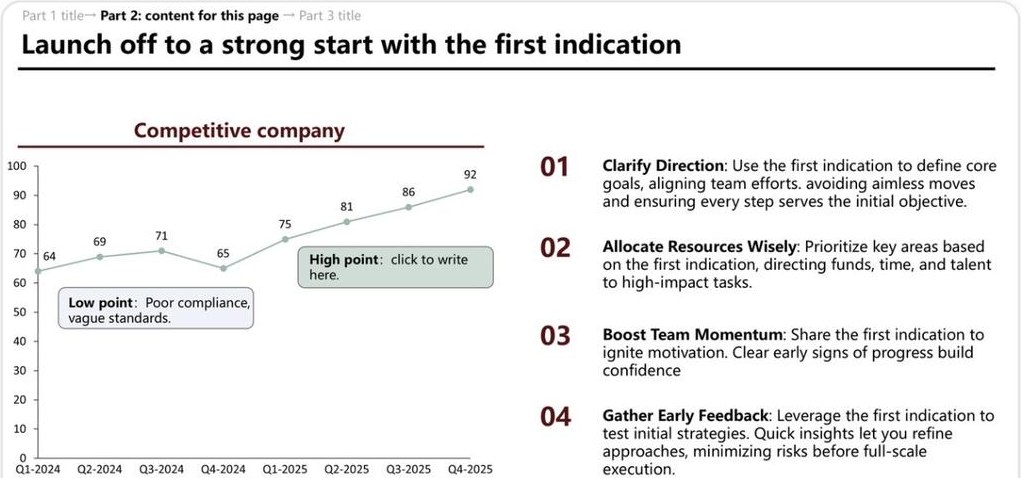 Part 1 title→ Part 2: content for this page → Part 3 title
Launch off to a strong start with the first indication
Competitive company
100
90
80
70
60
50
40
30
20
10
0
64
69
71
65
75
81
86
92
Low point: Poor compliance,
vague standards.
High point: click to write
here.
Q1-2024
Q2-2024
Q3-2024
Q4-2024
Q1-2025
Q2-2025
Q3-2025
Q4-2025
01
Clarify Direction: Use the first indication to define core
goals, aligning team efforts. avoiding aimless moves
and ensuring every step serves the initial objective.
02
Allocate Resources Wisely: Prioritize key areas based
on the first indication, directing funds, time, and talent
to high-impact tasks.
03
Boost Team Momentum: Share the first indication to
ignite motivation. Clear early signs of progress build
confidence
04
Gather Early Feedback: Leverage the first indication to
test initial strategies. Quick insights let you refine
approaches, minimizing risks before full-scale
execution.